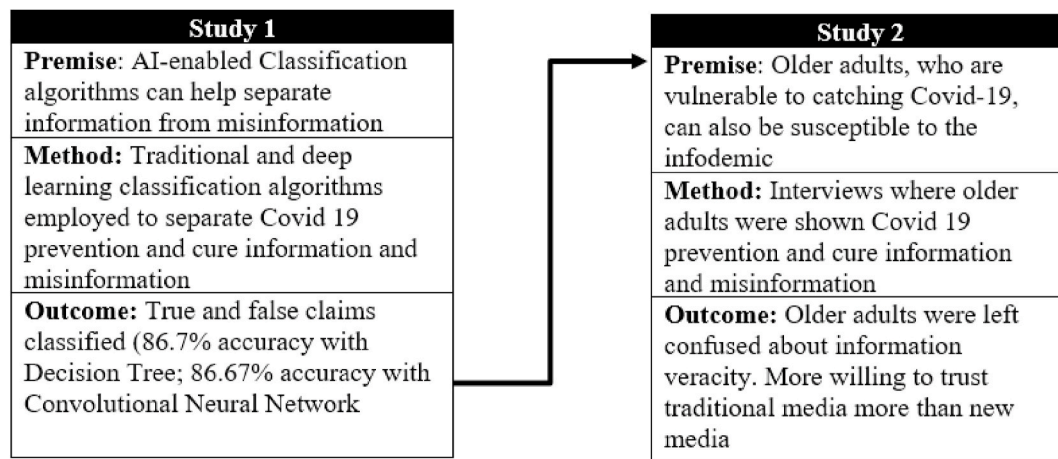 Study 1
Premise: AI-enabled Classification
algorithms can help separate
information from misinformation
Method: Traditional and deep
learning classification algorithms
employed to separate Covid 19
prevention and cure information and
misinformation
Outcome: True and false claims
classified (86.7% accuracy with
Decision Tree; 86.67% accuracy with
Convolutional Neural Network
Study 2
Premise: Older adults, who are
vulnerable to catching Covid-19,
can also be susceptible to the
infodemic
Method: Interviews where older
adults were shown Covid 19
prevention and cure information
and misinformation
Outcome: Older adults were left
confused about information
veracity. More willing to trust
traditional media more than new
media